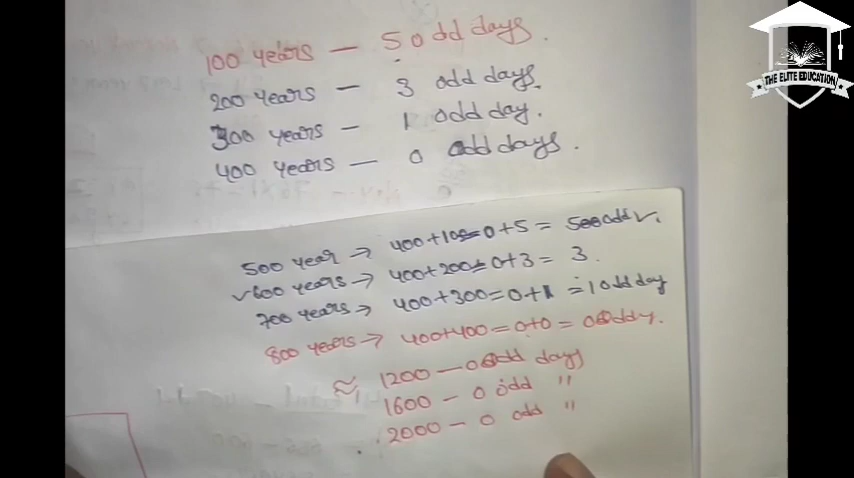 100 years — 5 odd days.
200 years — 3 odd days.
300 years — 1 odd day.
400 years — 0 odd days.
500 year → 400+100=0+5 = 5 odd
✓600 years → 400+200=0+3 = 3.
700 years → 400+300=0+1 = 1 odd day
800 years → 400+400=0+0 = 0 oddy.
1200 — 0 odd days
1600 — 0 odd "
2000 — 0 odd "
THE ELITE EDUCATION